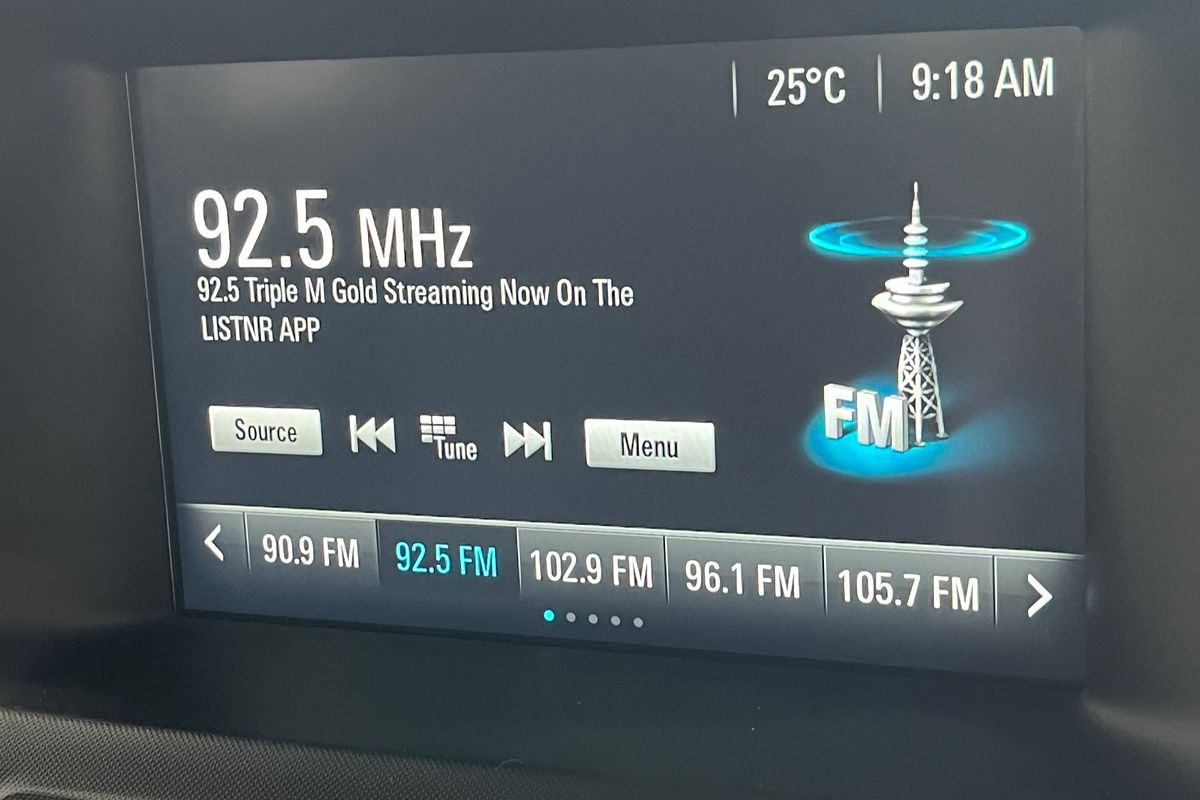 25°C 9:18 AM
92.5 MHz
92.5 Triple M Gold Streaming Now On The
LISTNR APP
Source Tune Menu
FM
90.9 FM 92.5 FM 102.9 FM 96.1 FM 105.7 FM